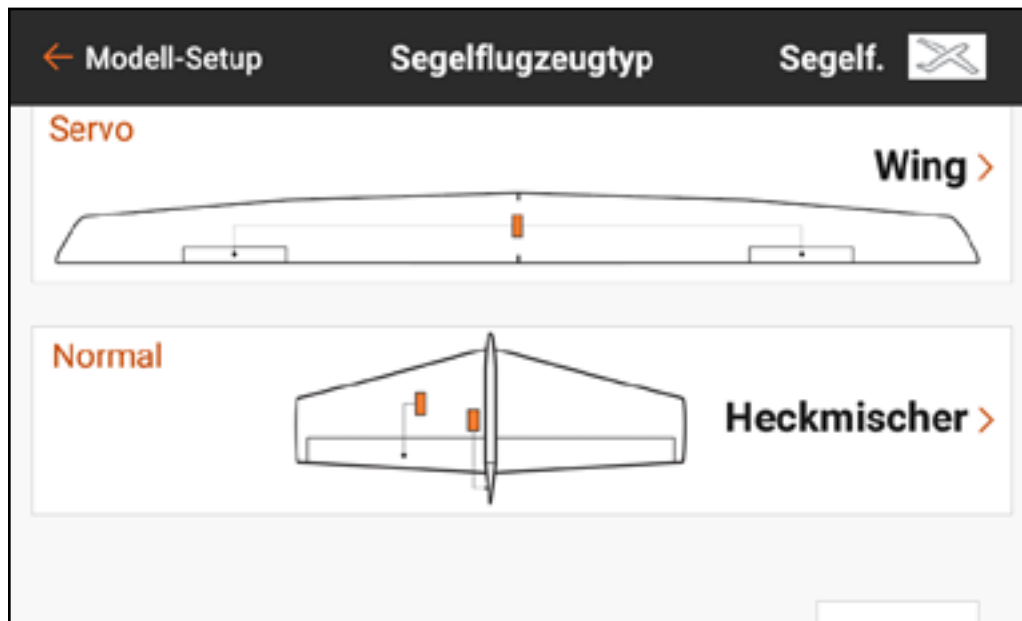 Modell-Setup Segelflugzeugtyp Segelf.
Servo
Wing
Normal
Heckmischer